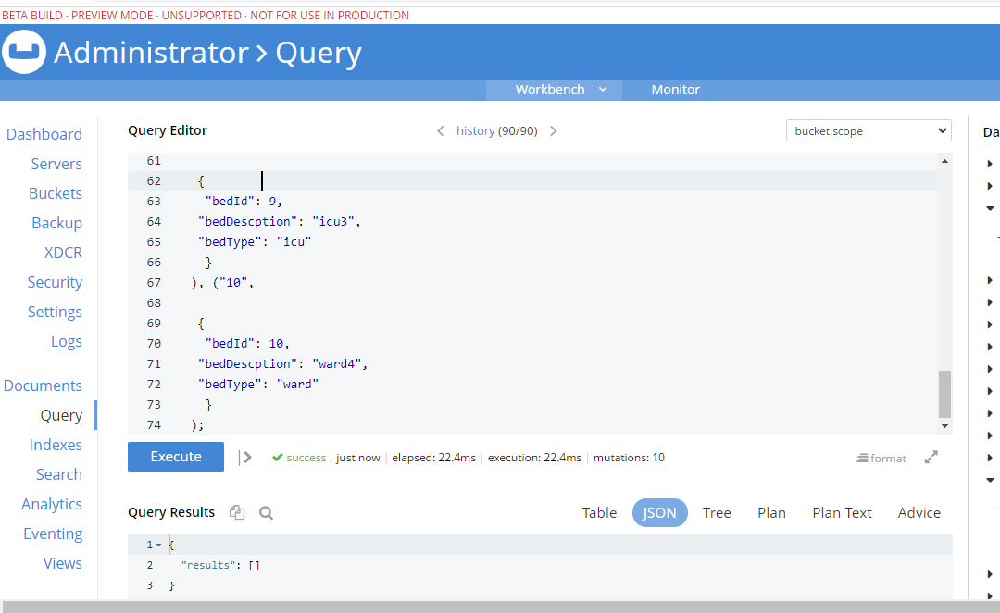 BETA BUILD · PREVIEW MODE · UNSUPPORTED · NOT FOR USE IN PRODUCTION
Administrator > Query
Workbench Monitor
Query Editor < history (90/90) > bucket.scope Da
Dashboard
Servers
Buckets
Backup
XDCR
Security
Settings
Logs
Documents
Query
Indexes
Search
Analytics
Eventing
Views
61
62 {
63 "bedId": 9,
64 "bedDescption": "icu3",
65 "bedType": "icu"
66 }
67 ), ("10",
68
69 {
70 "bedId": 10,
71 "bedDescption": "ward4",
72 "bedType": "ward"
73 }
74 );
Execute success just now | elapsed: 22.4ms | execution: 22.4ms | mutations: 10 format
Query Results Table JSON Tree Plan Plan Text Advice
1 {
2 "results": []
3 }